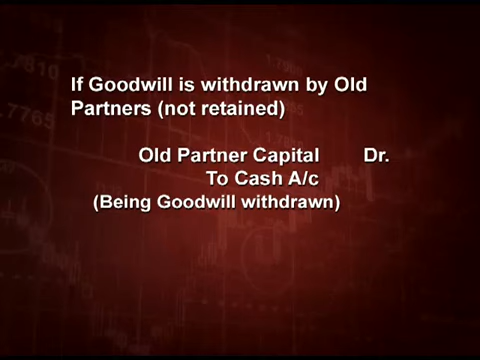 If Goodwill is withdrawn by Old
Partners (not retained)
Old Partner Capital Dr.
To Cash A/c
(Being Goodwill withdrawn)